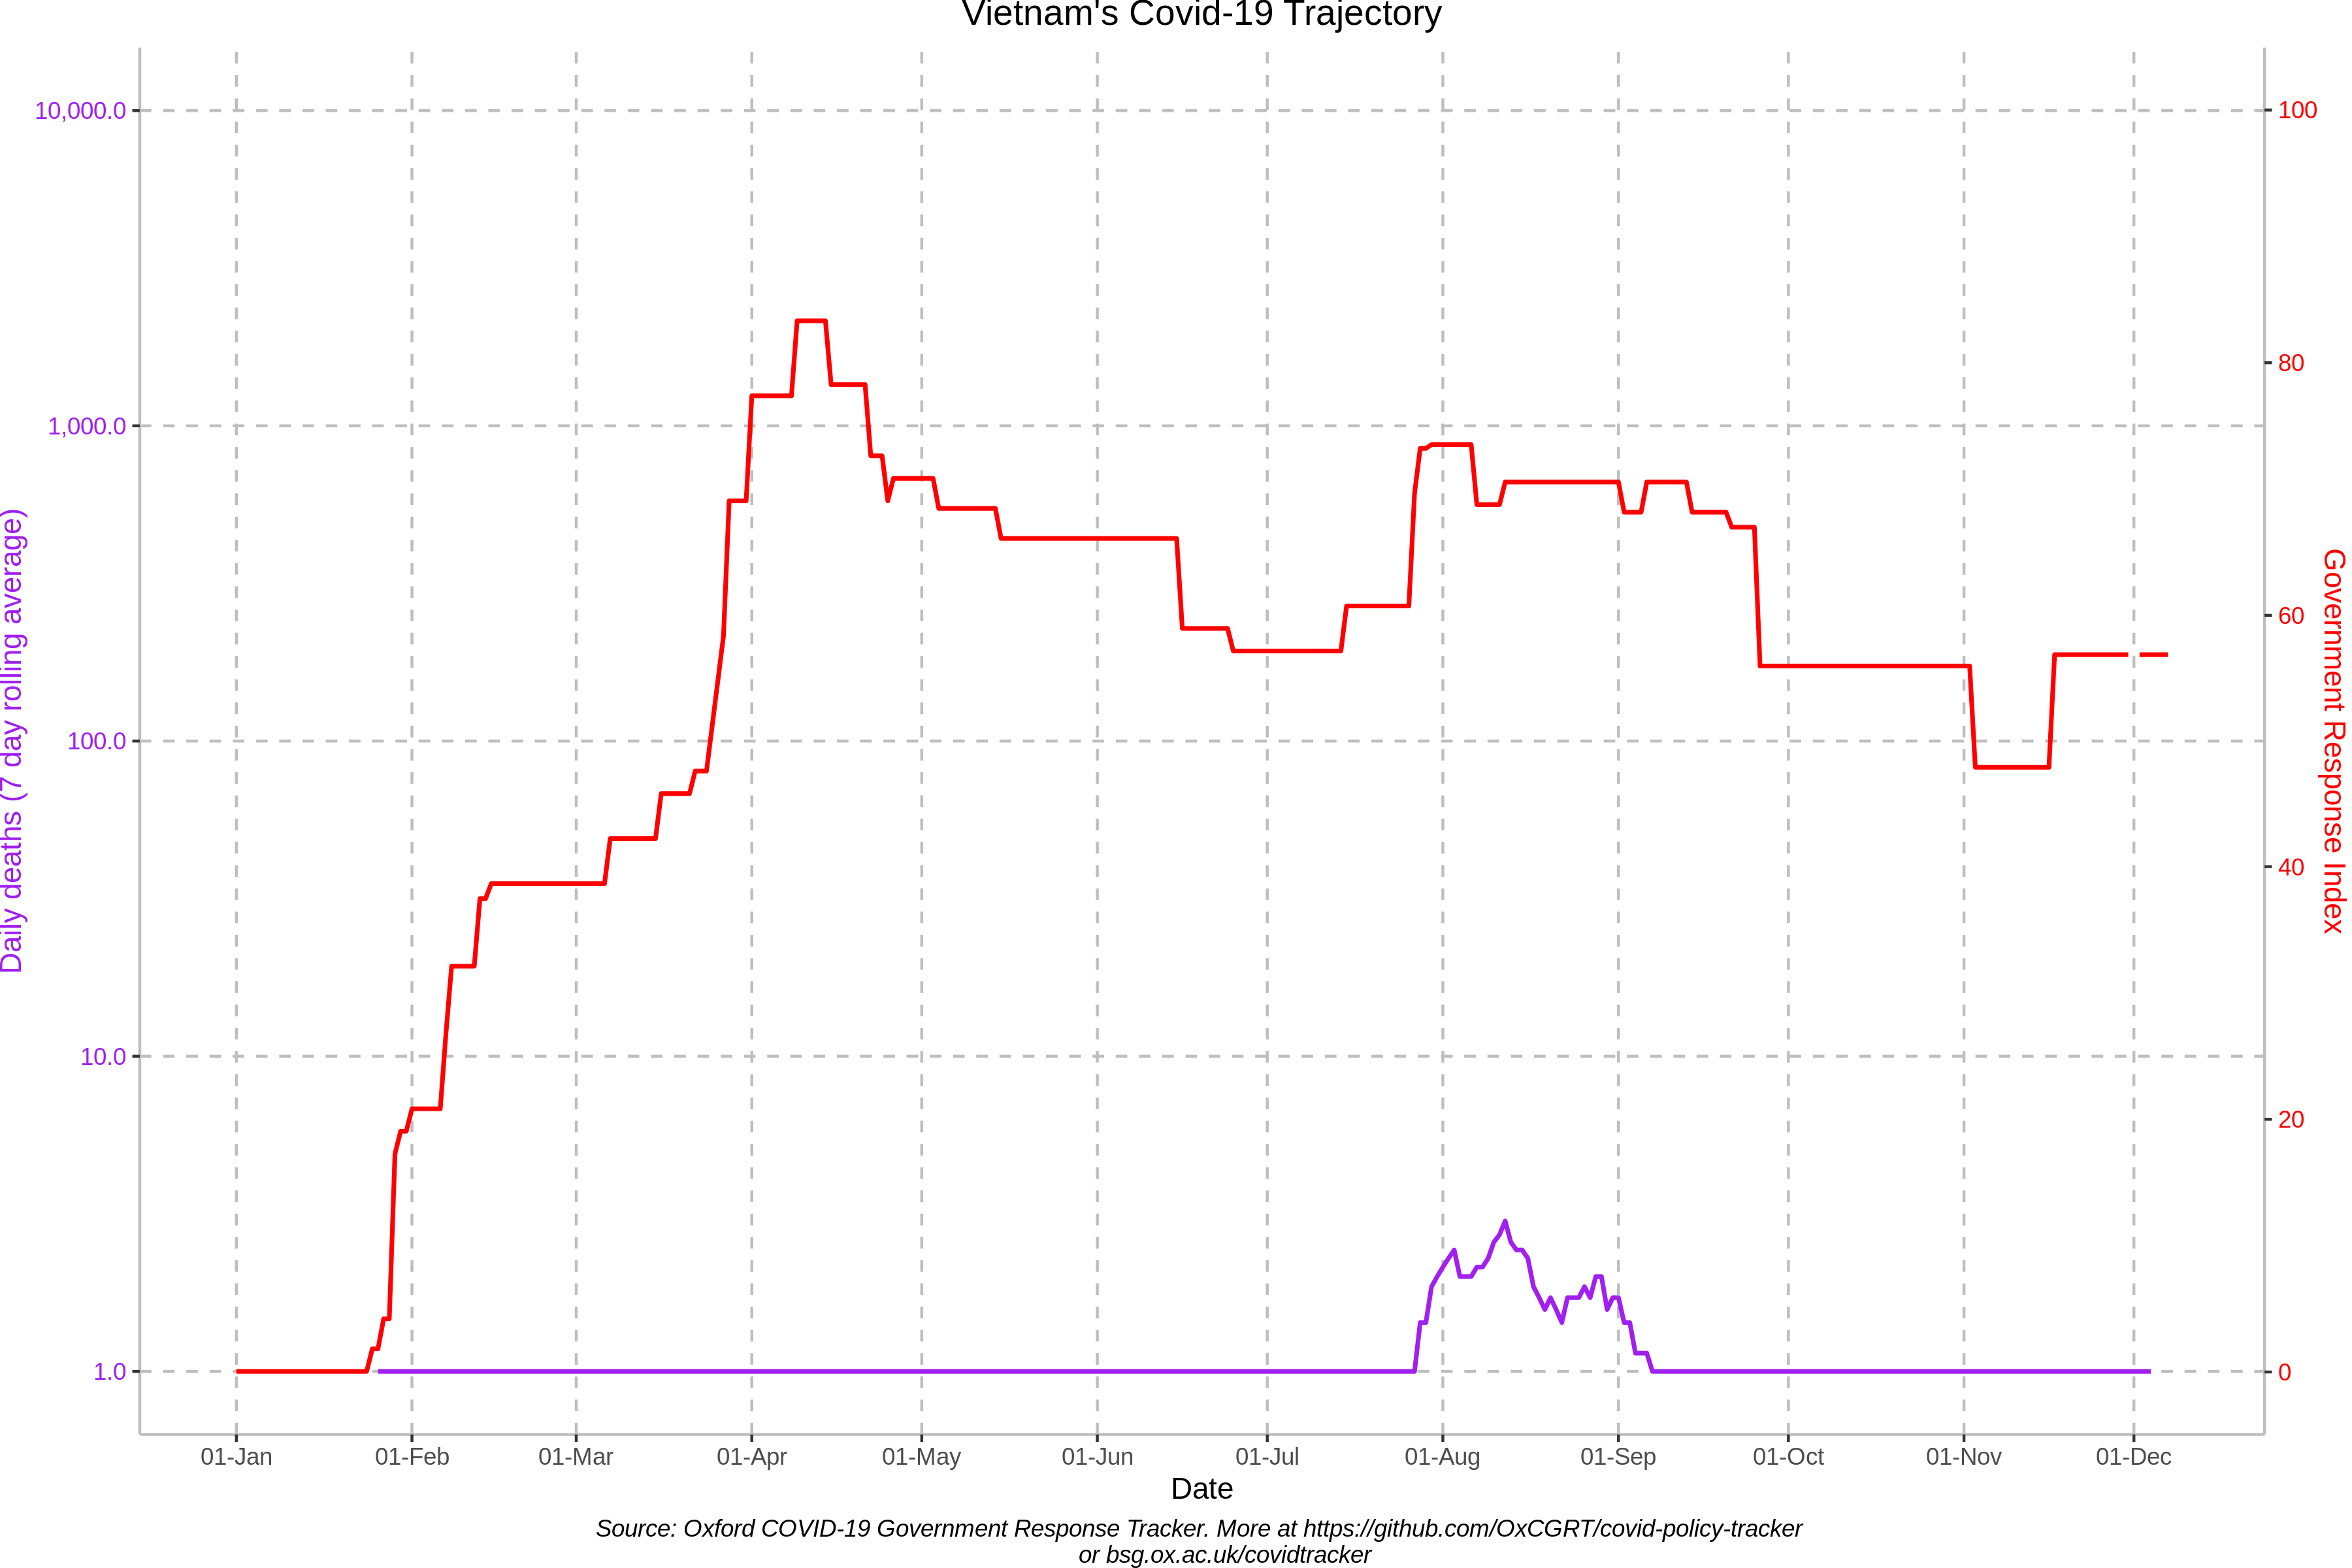 Vietnam's Covid-19 Trajectory
10,000.0
1,000.0
100.0
10.0
1.0
Daily deaths (7 day rolling average)
100
80
60
40
20
0
Government Response Index
01-Jan 01-Feb 01-Mar 01-Apr 01-May 01-Jun 01-Jul 01-Aug 01-Sep 01-Oct 01-Nov 01-Dec
Date
Source: Oxford COVID-19 Government Response Tracker. More at https://github.com/OxCGRT/covid-policy-tracker
or bsg.ox.ac.uk/covidtracker